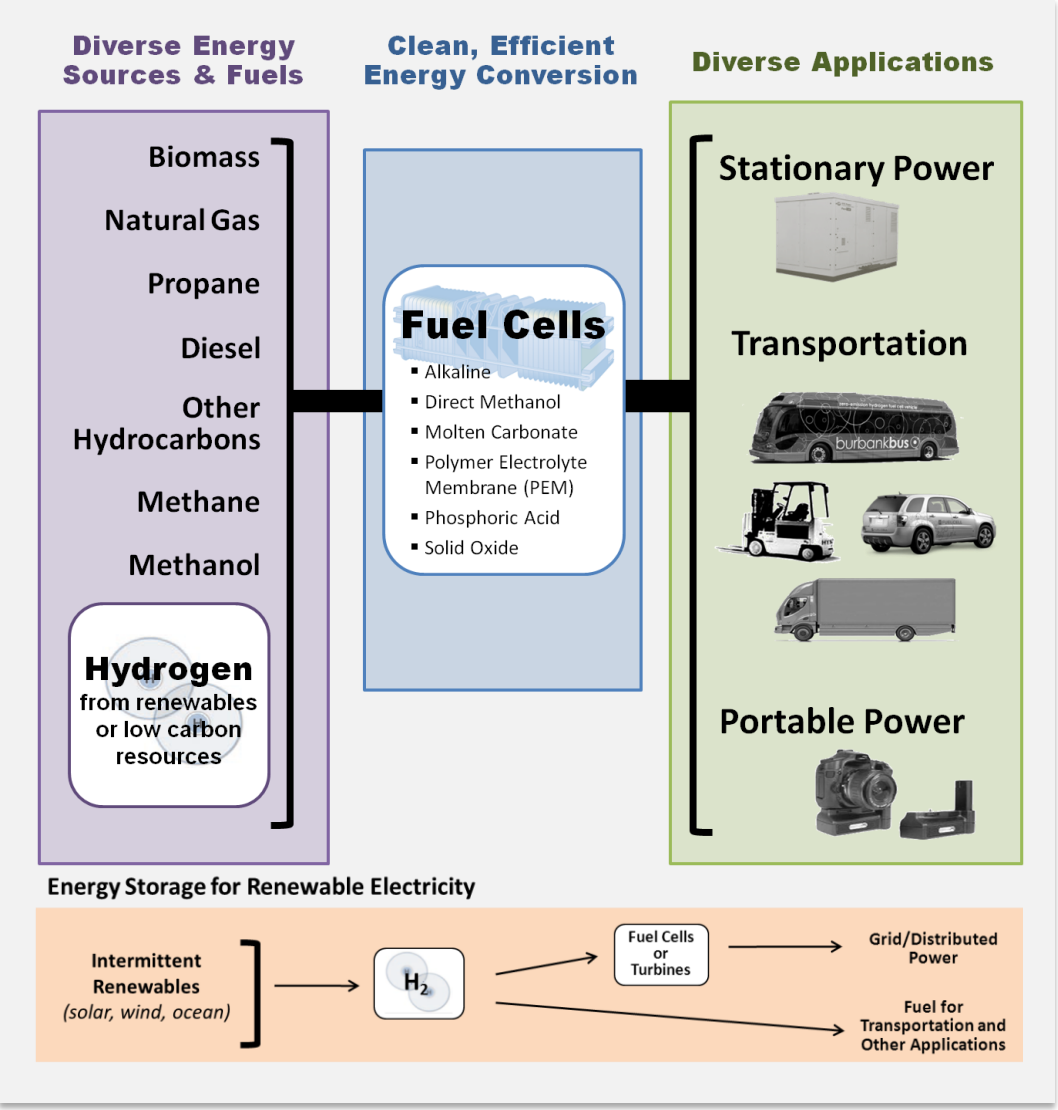 Diverse Energy
Sources & Fuels
Clean, Efficient
Energy Conversion
Diverse Applications
Biomass
Natural Gas
Propane
Diesel
Other
Hydrocarbons
Methane
Methanol
Hydrogen
from renewables
or low carbon
resources
Fuel Cells
▪ Alkaline
▪ Direct Methanol
▪ Molten Carbonate
▪ Polymer Electrolyte
Membrane (PEM)
▪ Phosphoric Acid
▪ Solid Oxide
Stationary Power
Transportation
burbankbus
Portable Power
Energy Storage for Renewable Electricity
Intermittent
Renewables
(solar, wind, ocean)
H₂
Fuel Cells
or
Turbines
Grid/Distributed
Power
Fuel for
Transportation and
Other Applications